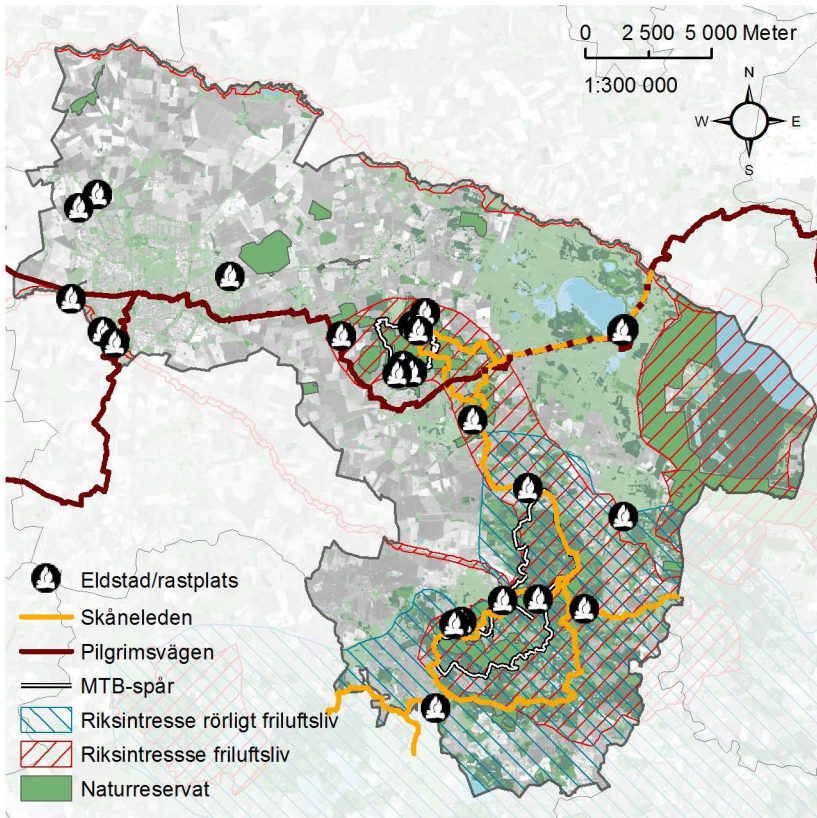 0 2 500 5 000 Meter
1:300 000
N
W E
S
Eldstad/rastplats
Skåneleden
Pilgrimsvägen
MTB-spår
Riksintresse rörligt friluftsliv
Riksintressse friluftsliv
Naturreservat